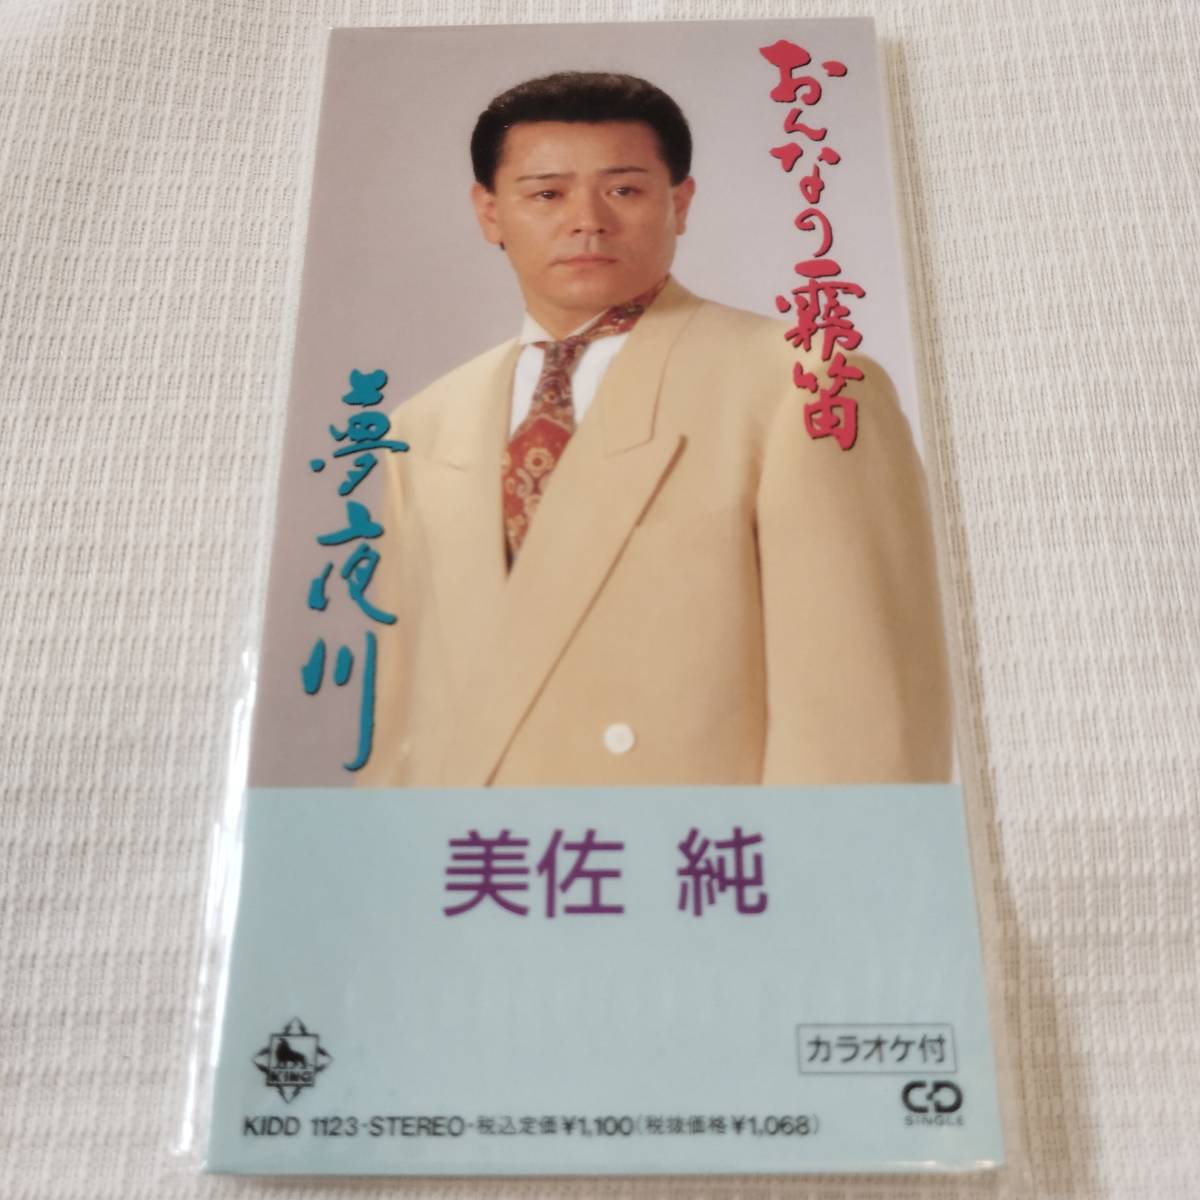 おんなの霧笛
夢夜川
美佐 純
カラオケ付
KING
CD
SINGLE
KIDD 1123-STEREO-税込定価¥1,100(税抜価格¥1,068)